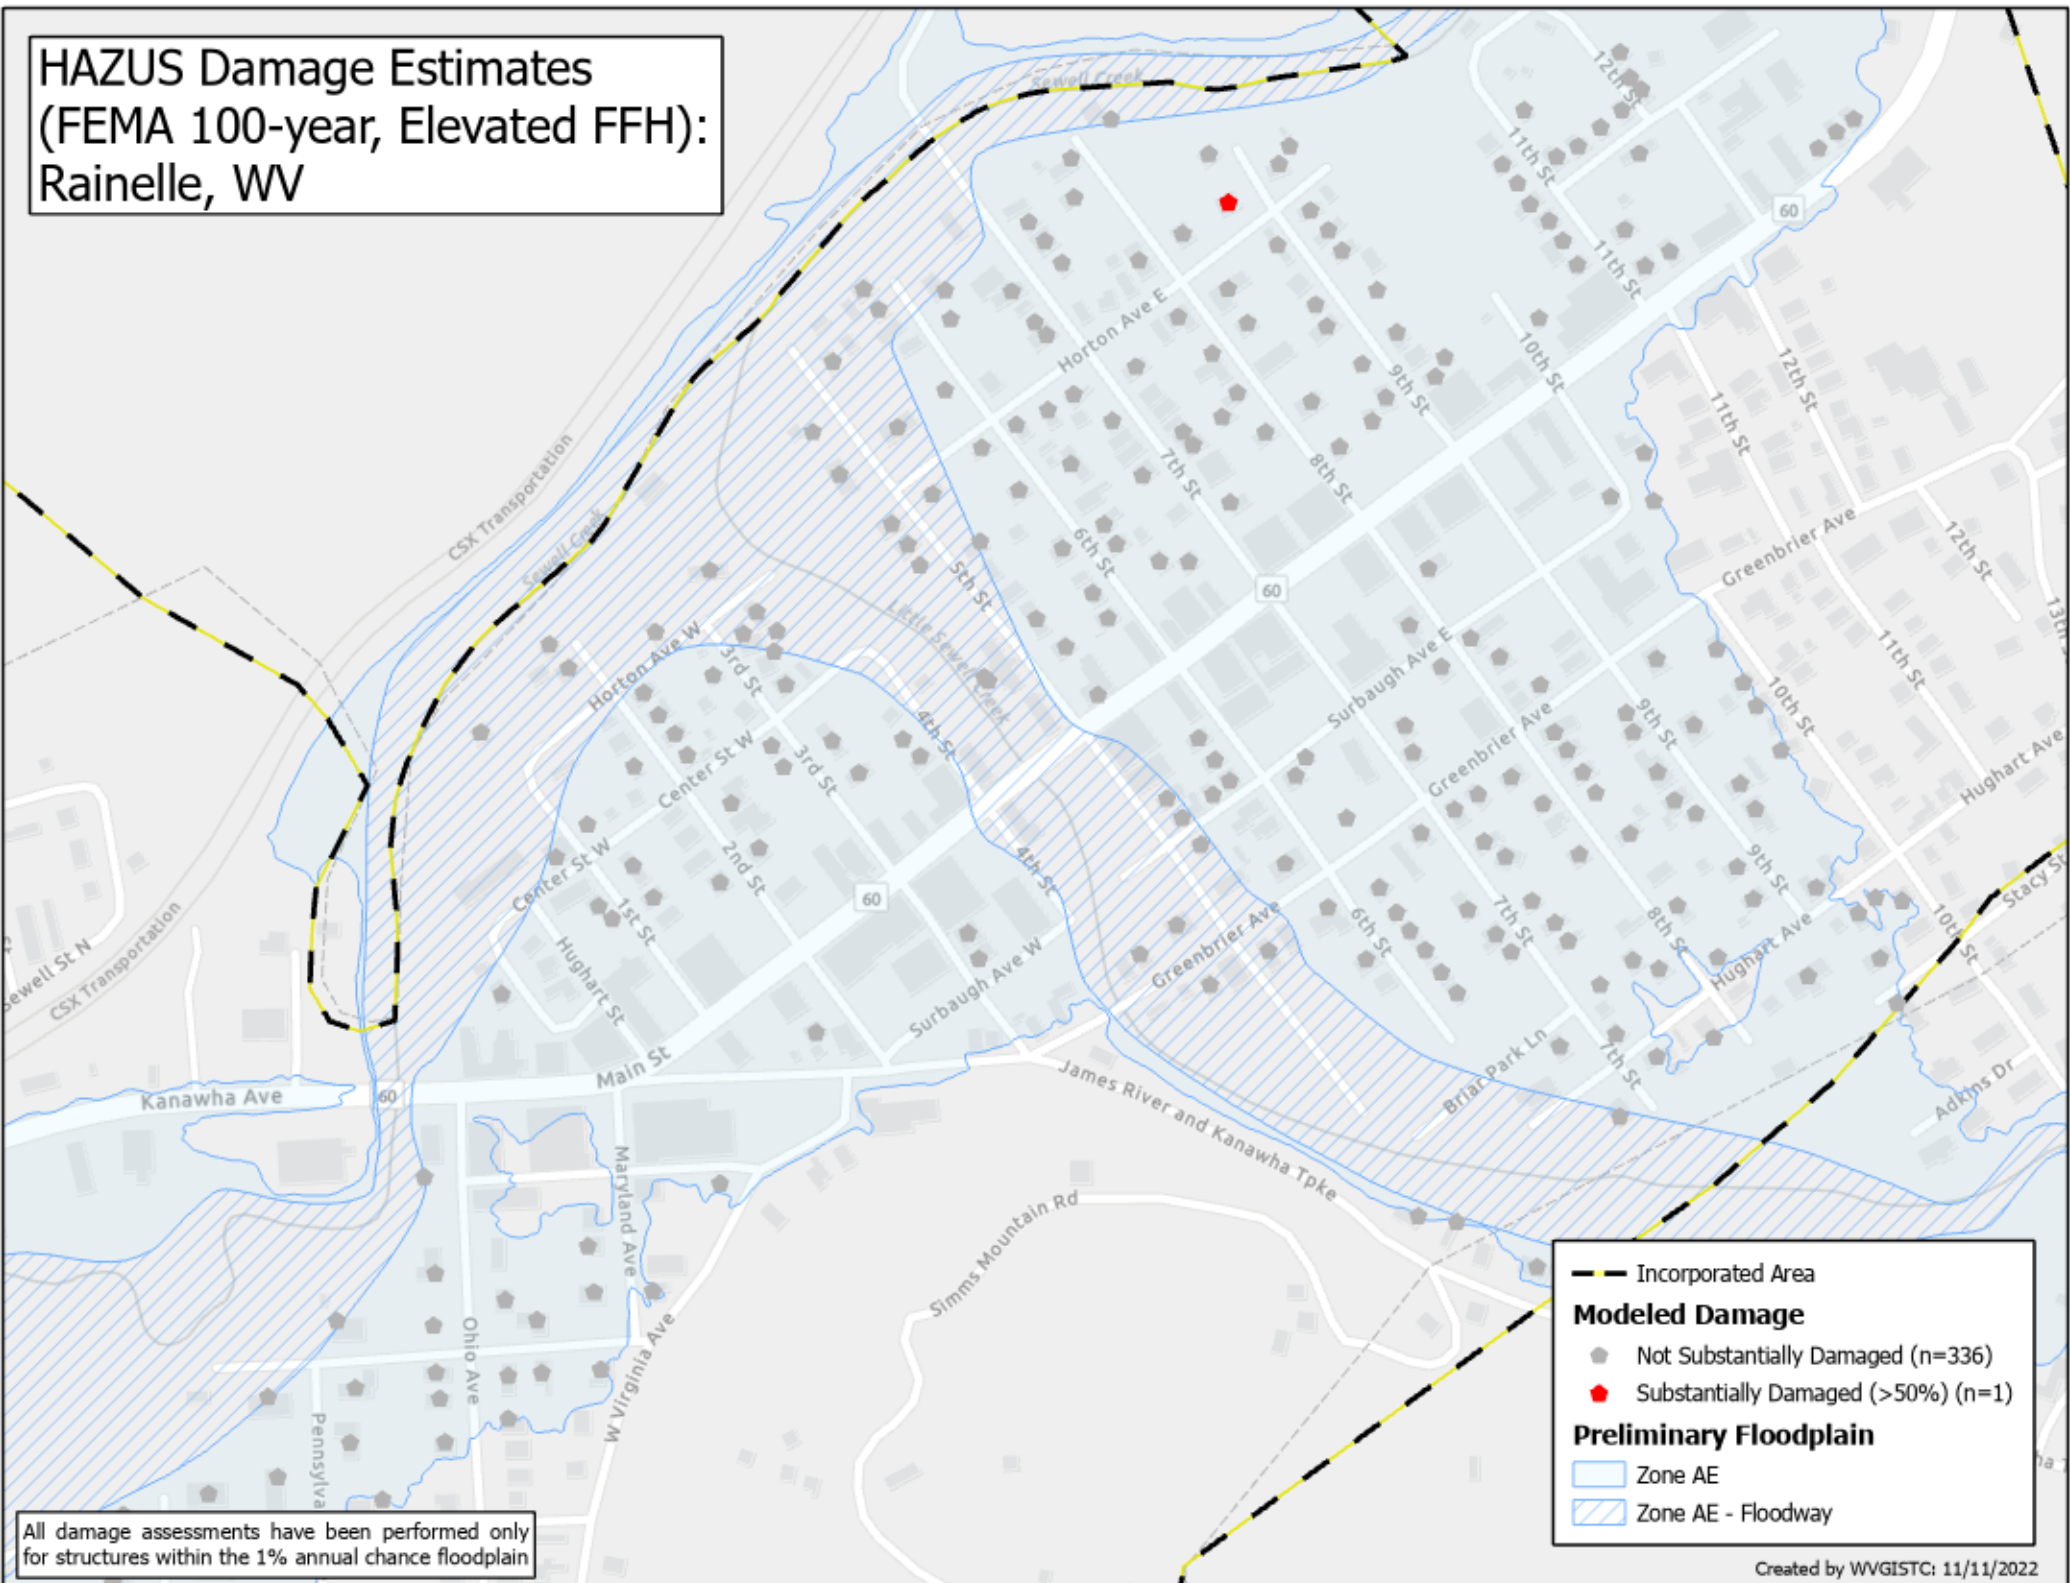 HAZUS Damage Estimates
(FEMA 100-year, Elevated FFH):
Rainelle, WV
Sewell Creek
12th St
11th St
60
11th St
Horton Ave E
10th St
12th St
9th St
11th St
CSX Transportation
7th St
8th St
Greenbrier Ave
Sewell Creek
6th St
12th St
5th St
60
13th St
Little Sewell Creek
Horton Ave W
3rd St
Surbaugh Ave E
11th St
10th St
4th St
Greenbrier Ave
9th St
Center St W
3rd St
Hughart Ave
Center St W
2nd St
4th St
9th St
60
Stacy St
1st St
6th St
7th St
8th St
10th St
Hughart Ave
Sewell St N
CSX Transportation
Hughart St
Surbaugh Ave W
Greenbrier Ave
Main St
Briar Park Ln
7th St
Kanawha Ave
60
James River and Kanawha Tpke
Adkins Dr
Maryland Ave
Simms Mountain Rd
Ohio Ave
W Virginia Ave
Pennsylva
Incorporated Area
Modeled Damage
Not Substantially Damaged (n=336)
Substantially Damaged (>50%) (n=1)
Preliminary Floodplain
Zone AE
Zone AE - Floodway
ha T
All damage assessments have been performed only
for structures within the 1% annual chance floodplain
Created by WVGISTC: 11/11/2022